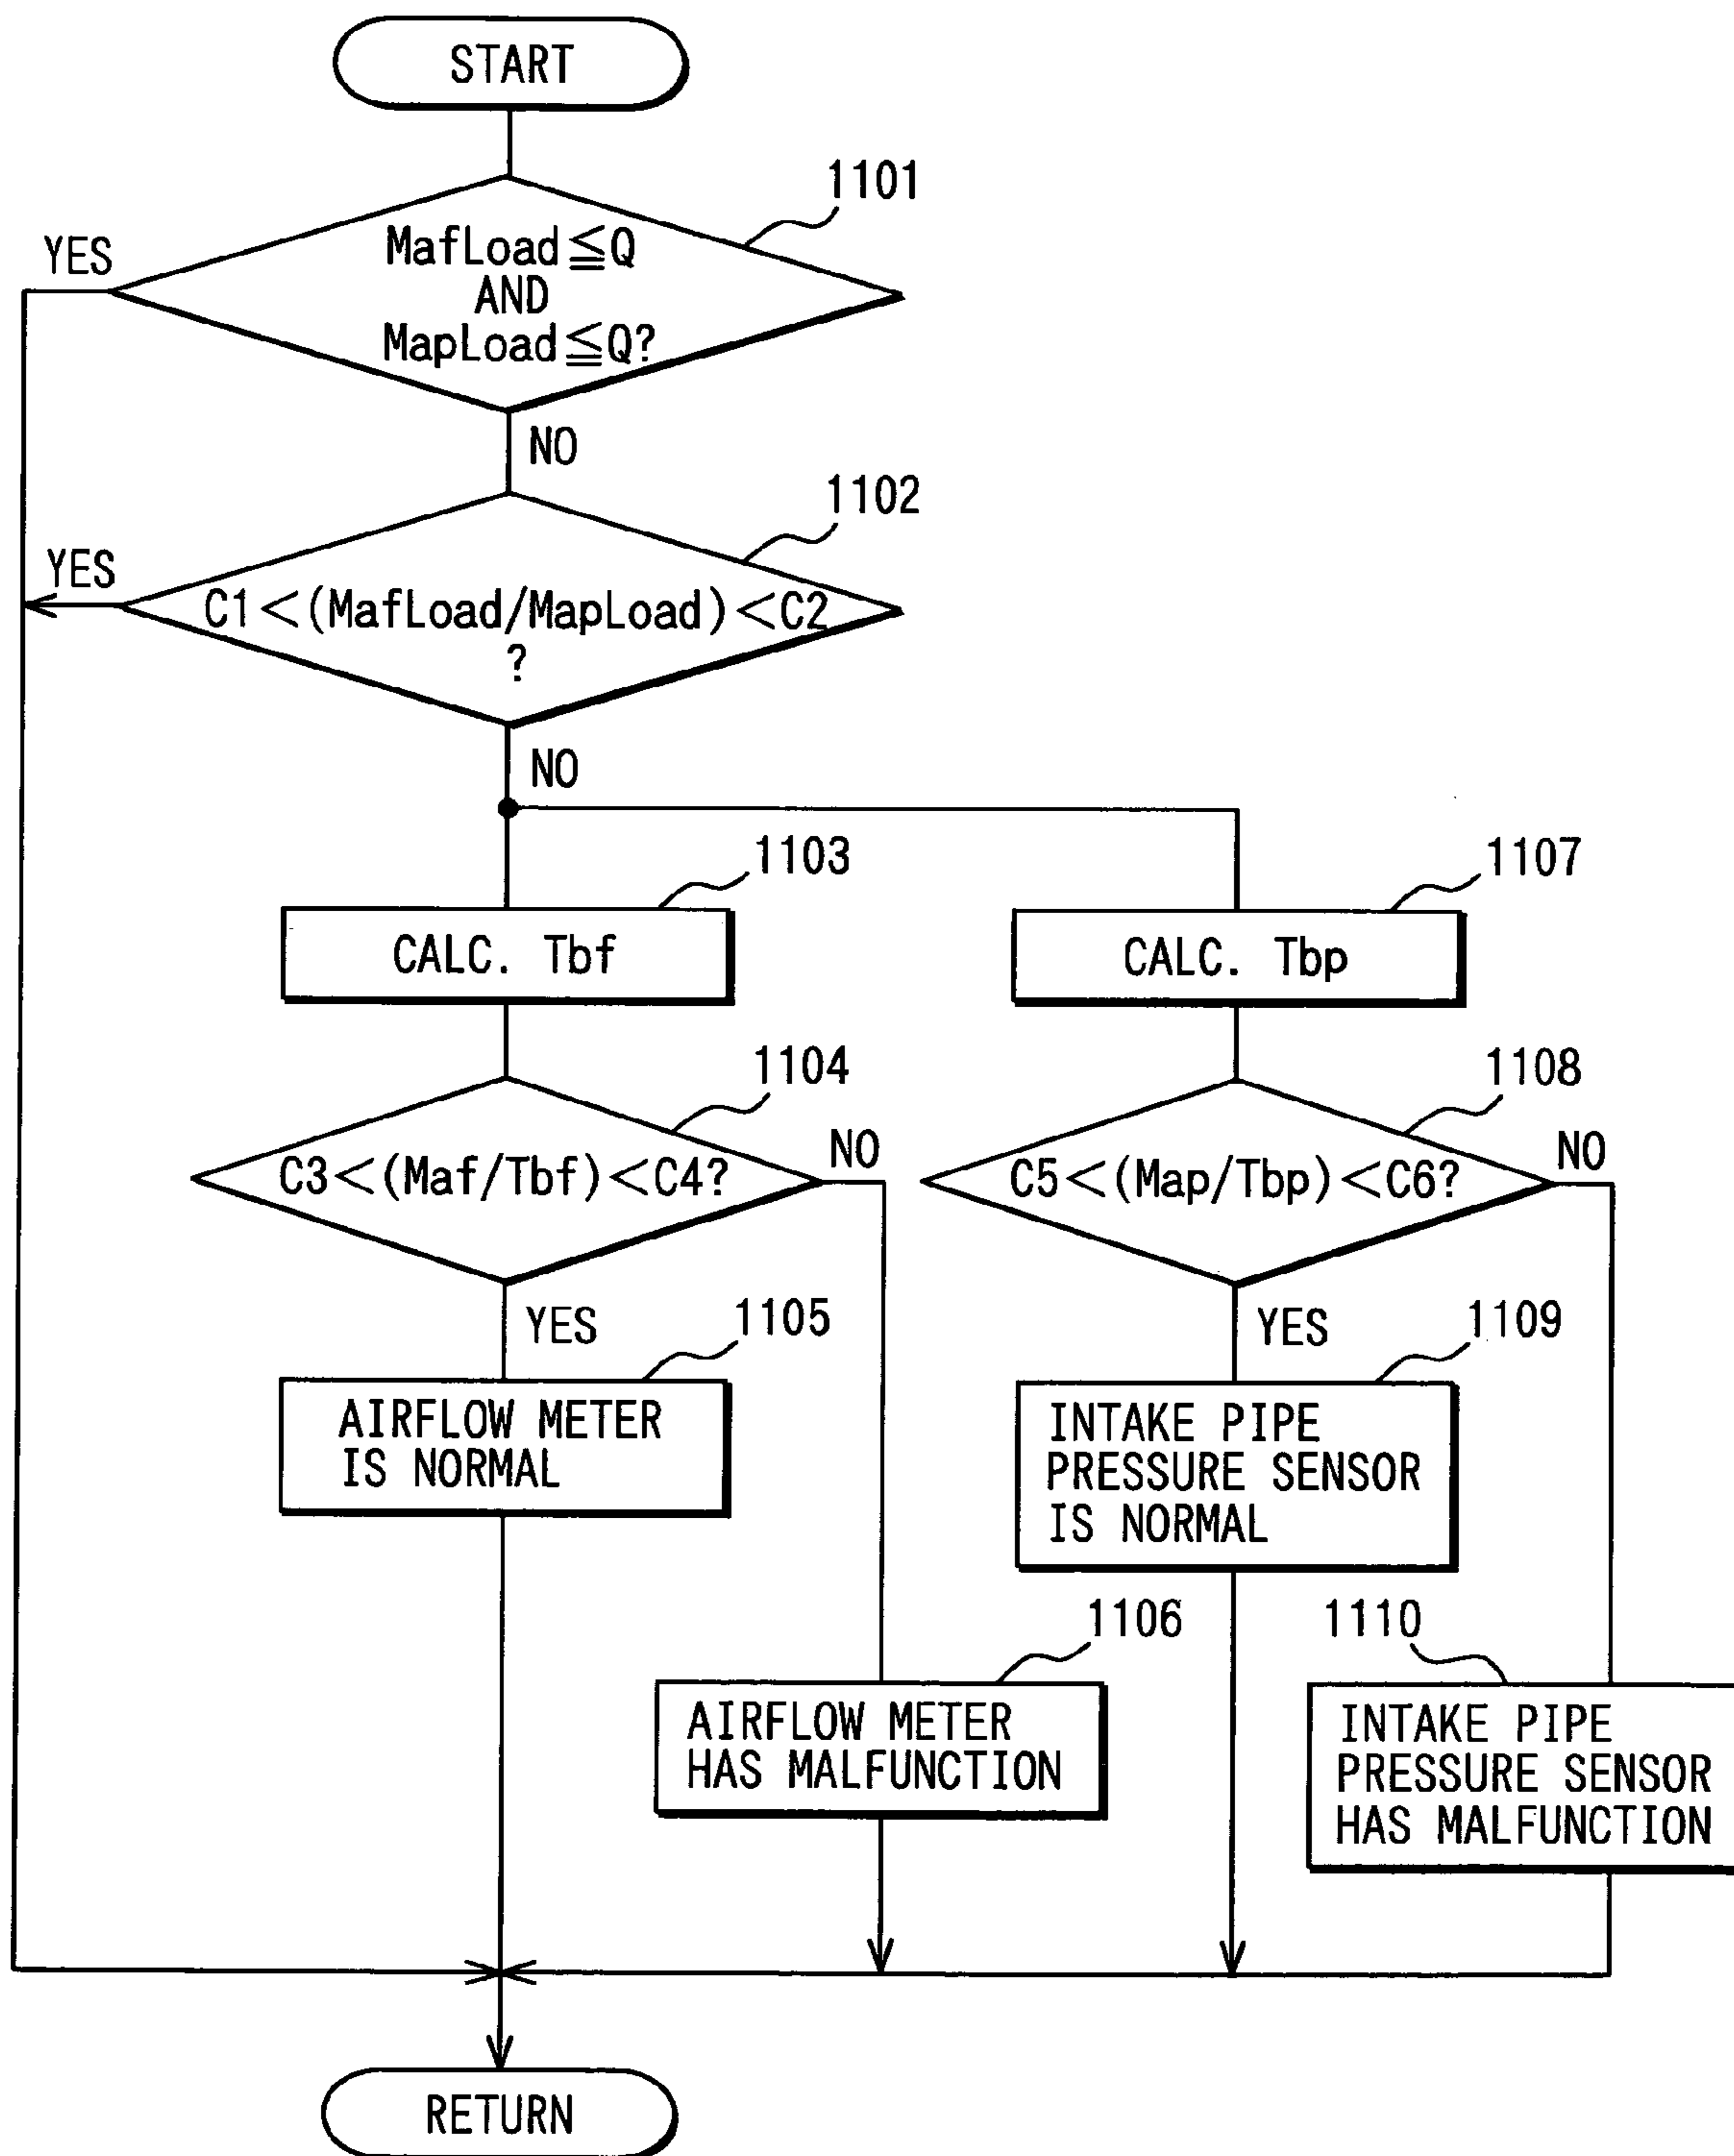 START
1101
YES
MafLoad≦Q
AND
MapLoad≦Q?
NO
1102
YES
C1<(MafLoad/MapLoad)<C2
?
NO
1103
1107
CALC. Tbf
CALC. Tbp
1104
1108
C3<(Maf/Tbf)<C4?
NO
C5<(Map/Tbp)<C6?
NO
YES
1105
YES
1109
AIRFLOW METER
IS NORMAL
INTAKE PIPE
PRESSURE SENSOR
IS NORMAL
1106
1110
AIRFLOW METER
HAS MALFUNCTION
INTAKE PIPE
PRESSURE SENSOR
HAS MALFUNCTION
RETURN